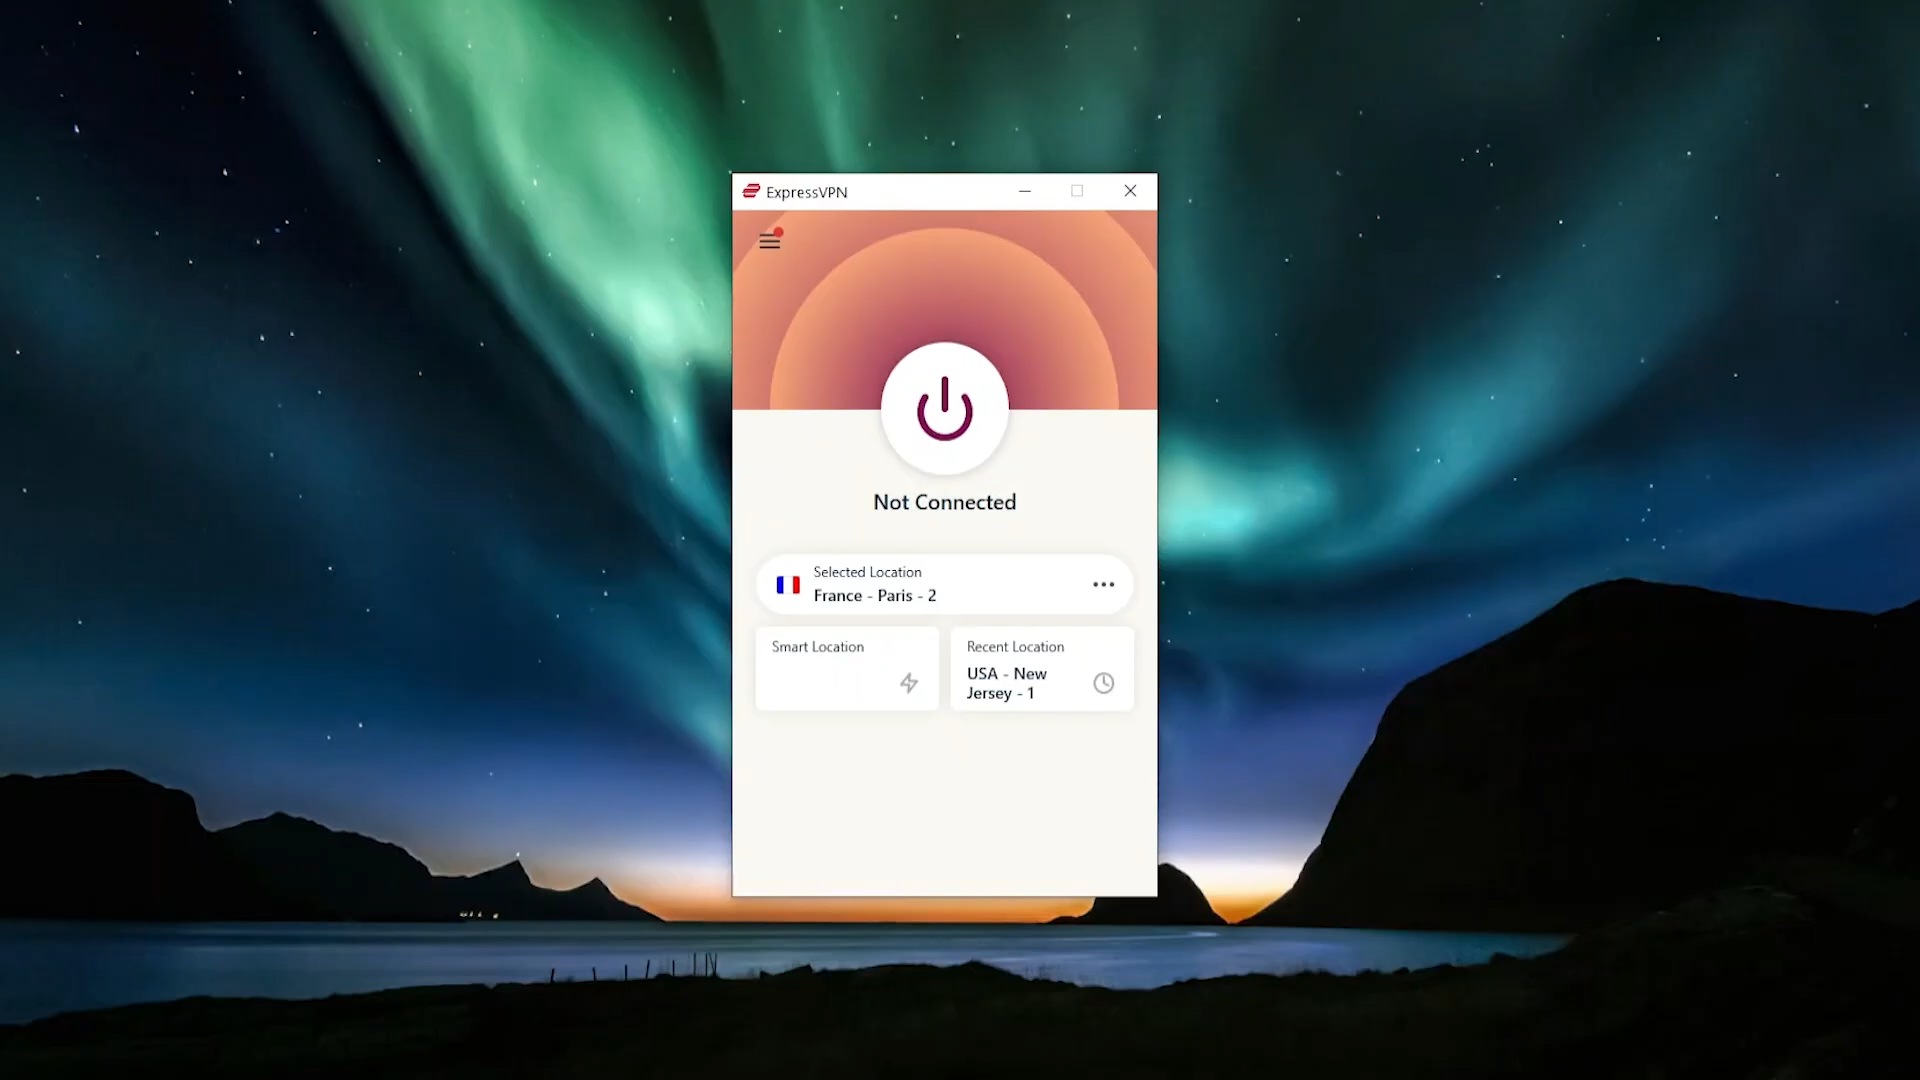 ExpressVPN
Not Connected
Selected Location
France - Paris - 2
Smart Location
Recent Location
USA - New
Jersey - 1